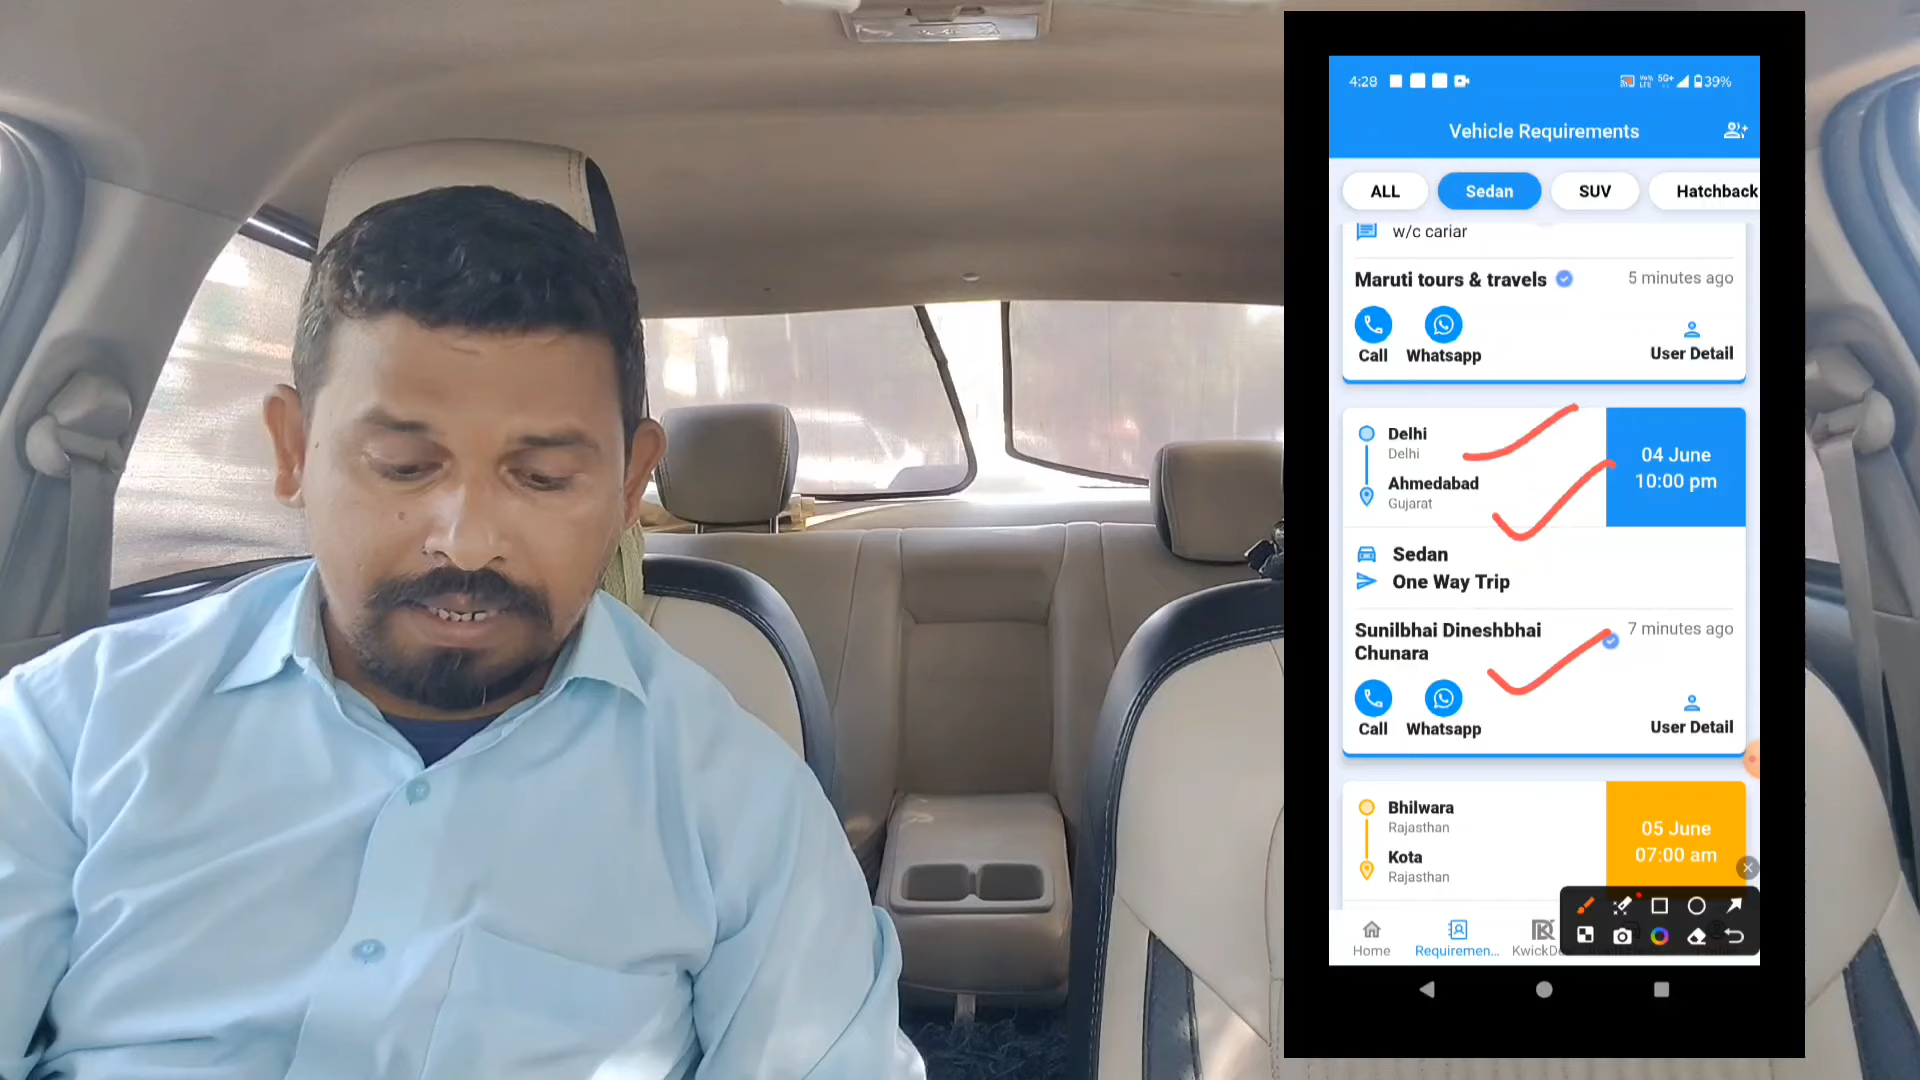 4:28
5G+
39%
Vehicle Requirements
ALL
Sedan
SUV
Hatchback
w/c cariar
Maruti tours & travels
5 minutes ago
Call
Whatsapp
User Detail
Delhi
Delhi
Ahmedabad
Gujarat
04 June
10:00 pm
Sedan
One Way Trip
Sunilbhai Dineshbhai
Chunara
7 minutes ago
Call
Whatsapp
User Detail
Bhilwara
Rajasthan
Kota
Rajasthan
05 June
07:00 am
Home
Requiremen...